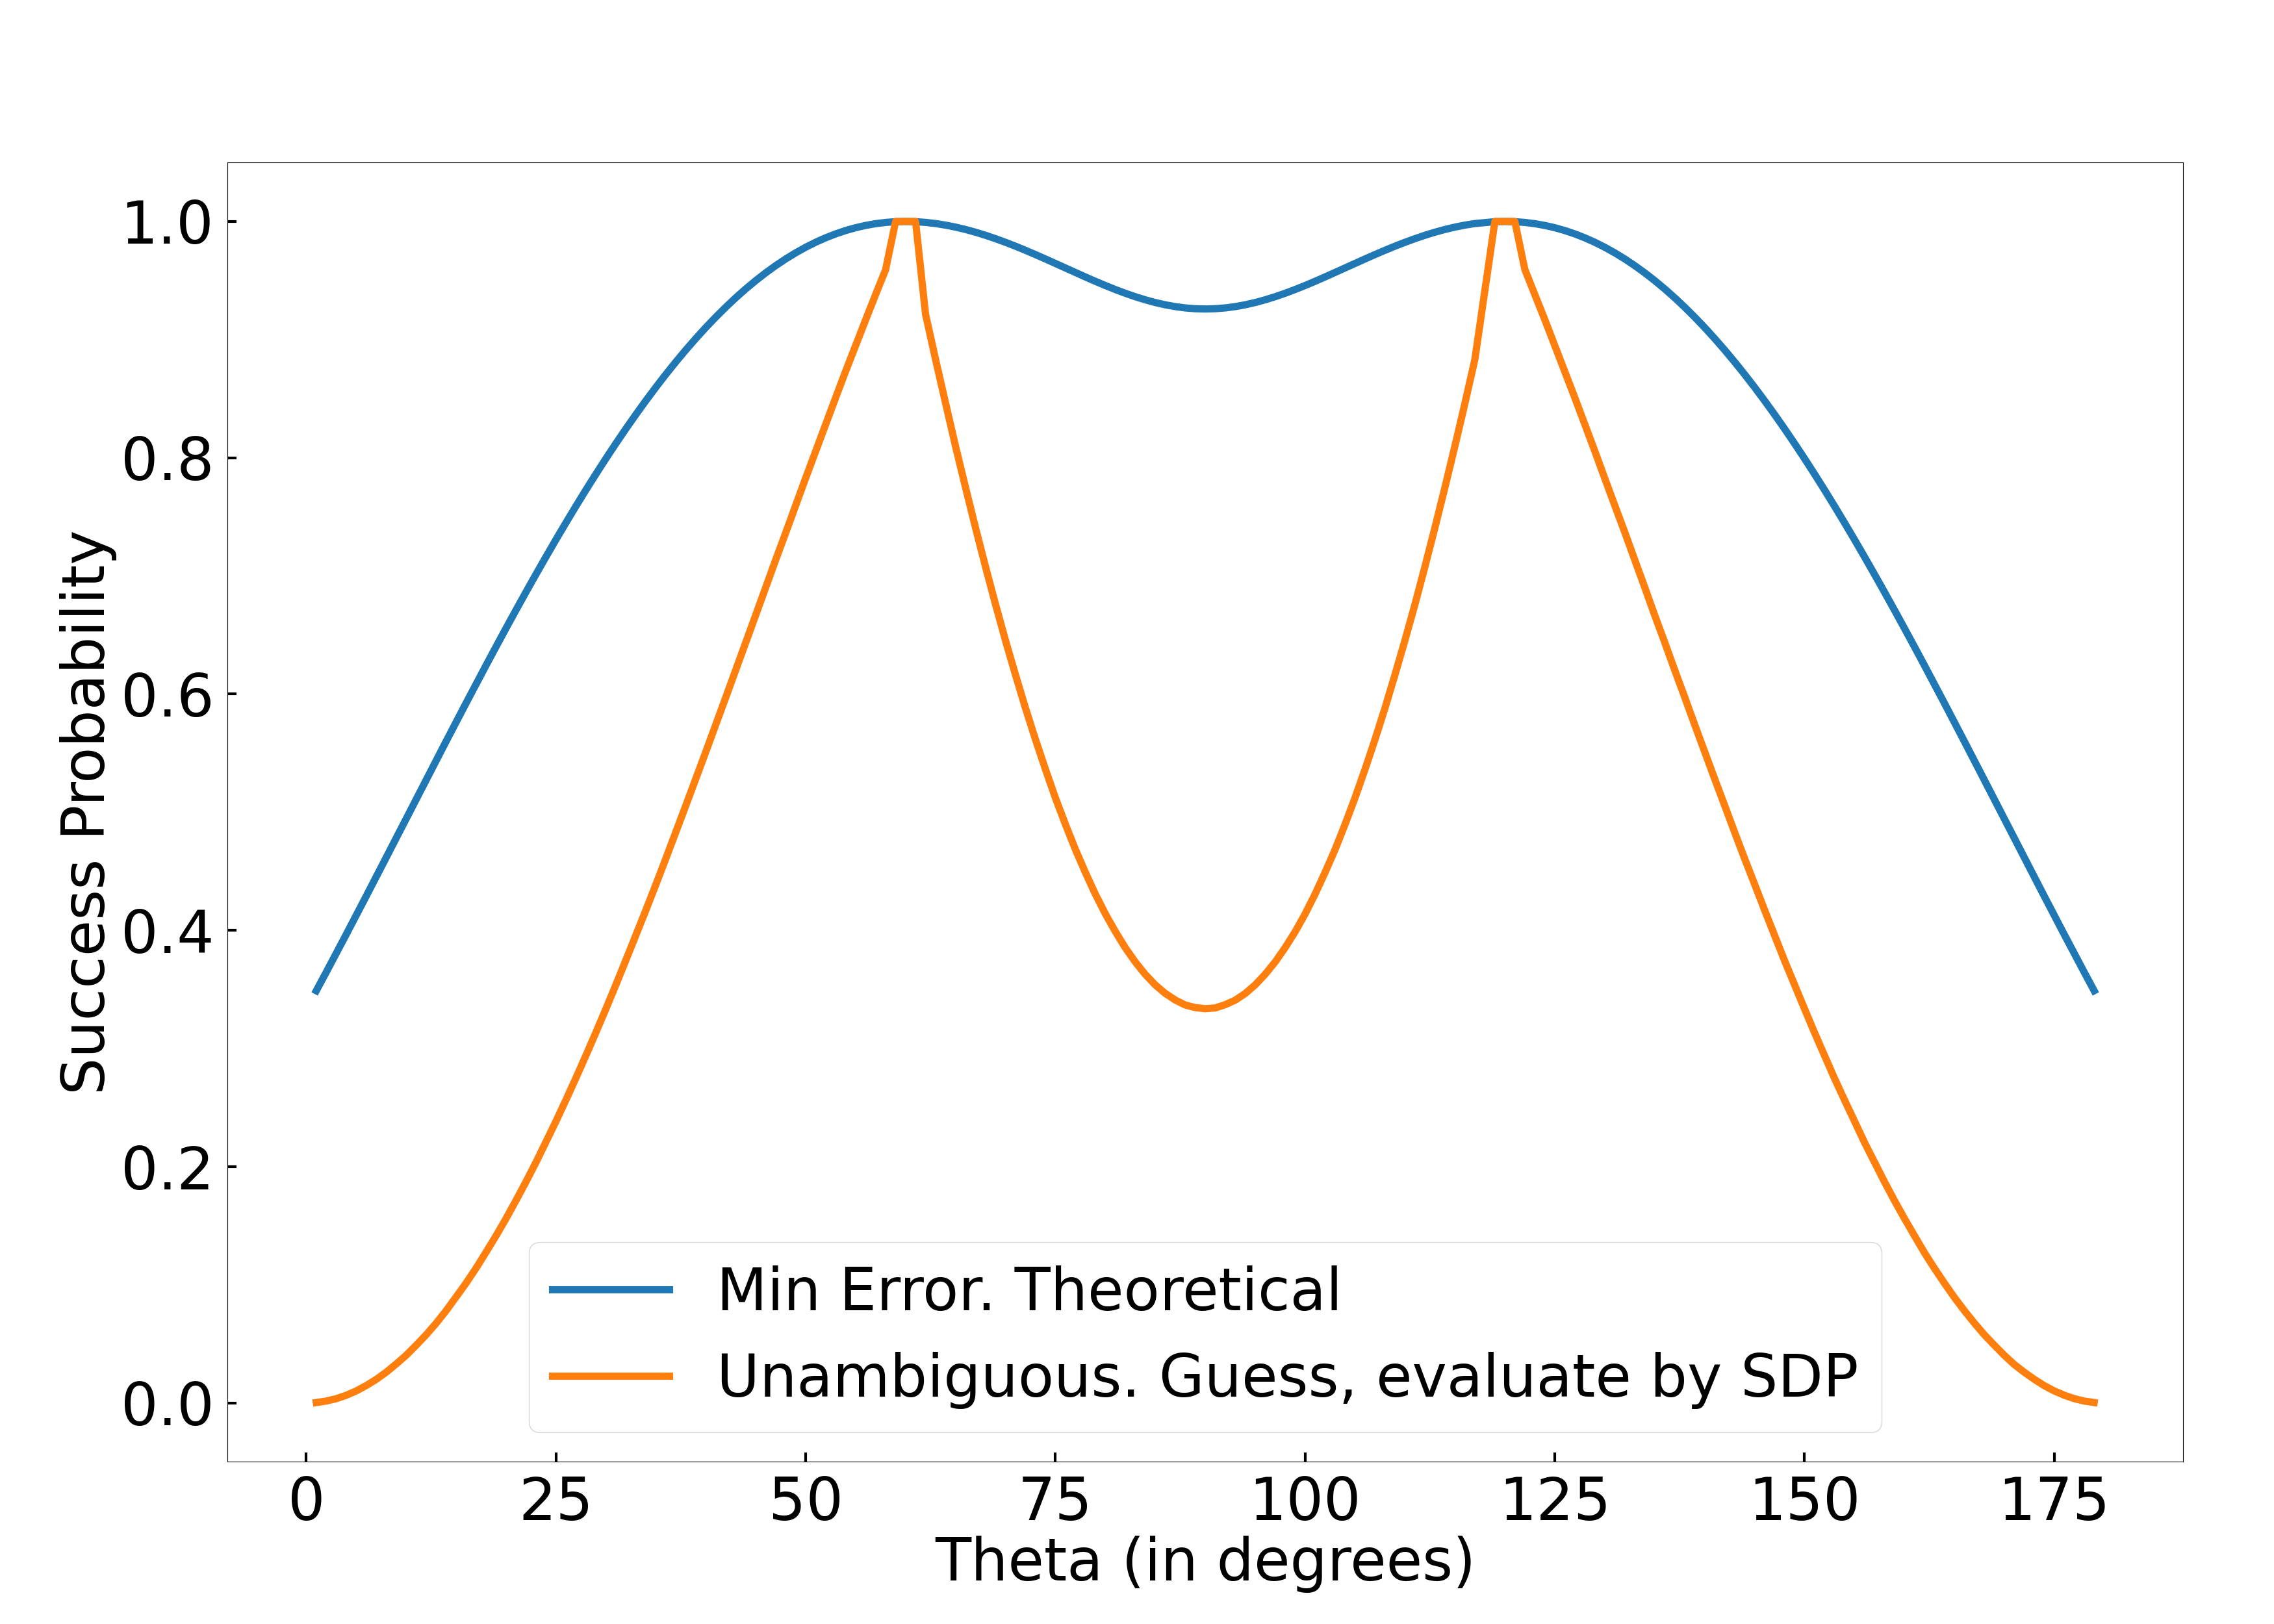 Success Probability
1.0
0.8
0.6
0.4
0.2
0.0
Min Error. Theoretical
Unambiguous. Guess, evaluate by SDP
0 25 50 75 100 125 150 175
Theta (in degrees)